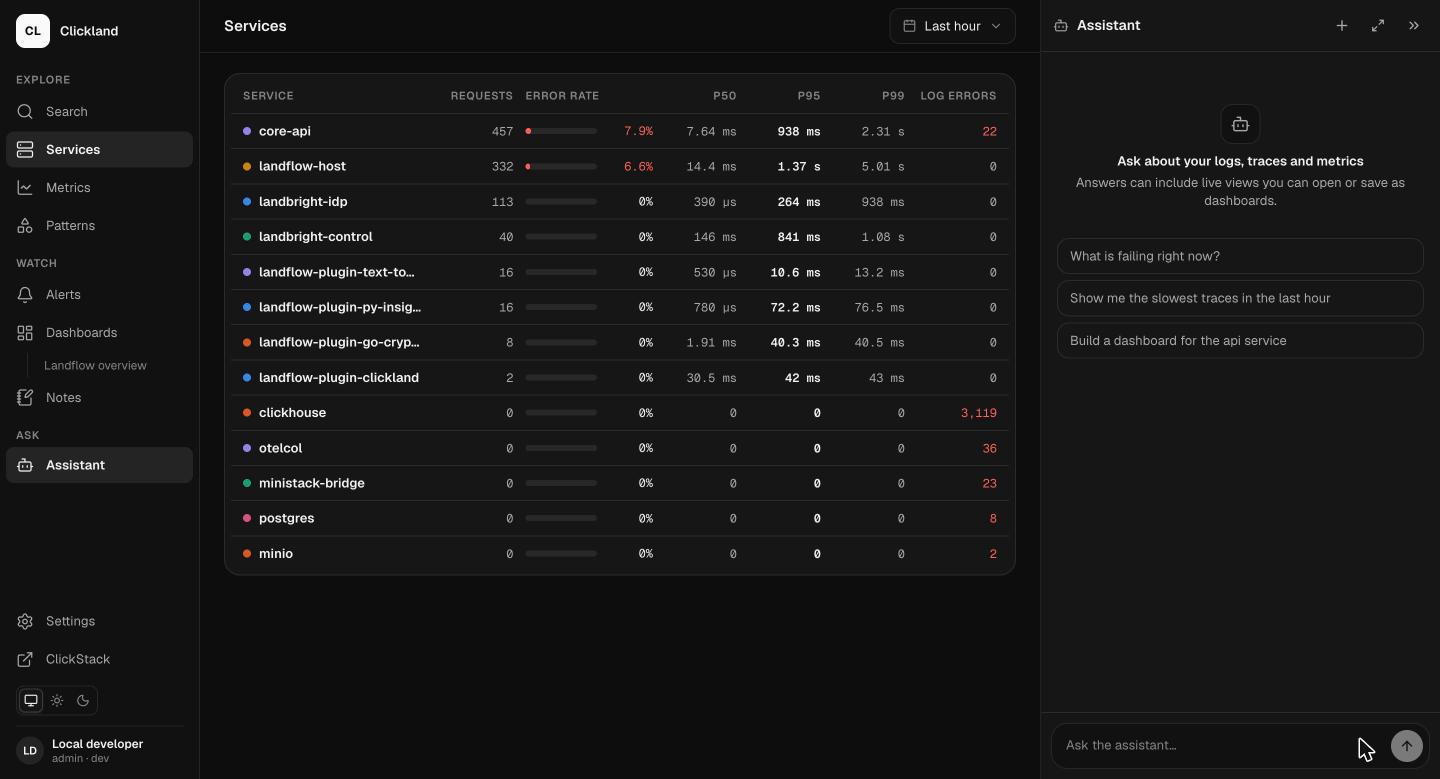 CL Clickland
EXPLORE
Search
Services
Metrics
Patterns
WATCH
Alerts
Dashboards
Landflow overview
Notes
ASK
Assistant
Settings
ClickStack
LD Local developer
admin · dev
Services
Last hour
SERVICE REQUESTS ERROR RATE P50 P95 P99 LOG ERRORS
core-api 457 7.9% 7.64 ms 938 ms 2.31 s 22
landflow-host 332 6.6% 14.4 ms 1.37 s 5.01 s 0
landbright-idp 113 0% 390 µs 264 ms 938 ms 0
landbright-control 40 0% 146 ms 841 ms 1.08 s 0
landflow-plugin-text-to... 16 0% 530 µs 10.6 ms 13.2 ms 0
landflow-plugin-py-insig... 16 0% 780 µs 72.2 ms 76.5 ms 0
landflow-plugin-go-cryp... 8 0% 1.91 ms 40.3 ms 40.5 ms 0
landflow-plugin-clickland 2 0% 30.5 ms 42 ms 43 ms 0
clickhouse 0 0% 0 0 0 3,119
otelcol 0 0% 0 0 0 36
ministack-bridge 0 0% 0 0 0 23
postgres 0 0% 0 0 0 8
minio 0 0% 0 0 0 2
Assistant
Ask about your logs, traces and metrics
Answers can include live views you can open or save as
dashboards.
What is failing right now?
Show me the slowest traces in the last hour
Build a dashboard for the api service
Ask the assistant...